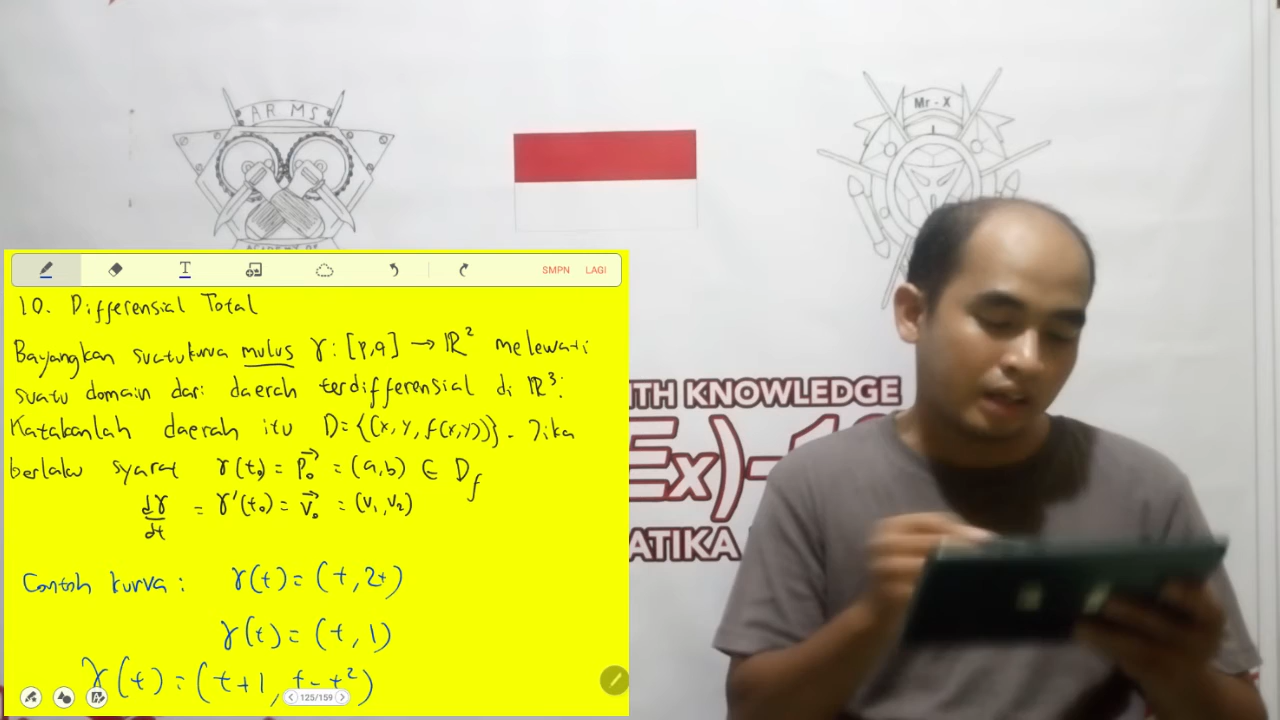 AR MS
Mr - X
SMPN LAGI
10. Differensial Total
Bayangkan suatu kurva mulus γ : [p,q] → ℝ² melewati
suatu domain dari daerah terdifferensial di ℝ³.
Katakanlah daerah itu D = {(x, y, f(x,y))}. Jika
berlaku syarat γ(t₀) = P₀⃗ = (a,b) ∈ D_f
dγ/dt = γ'(t₀) = V₀⃗ = (v₁, v₂)
Contoh kurva : γ(t) = (t, 2t)
γ(t) = (t, 1)
γ(t) = (t+1, t-t²)
125/159
ITH KNOWLEDGE
Ex)-1
ATIKA